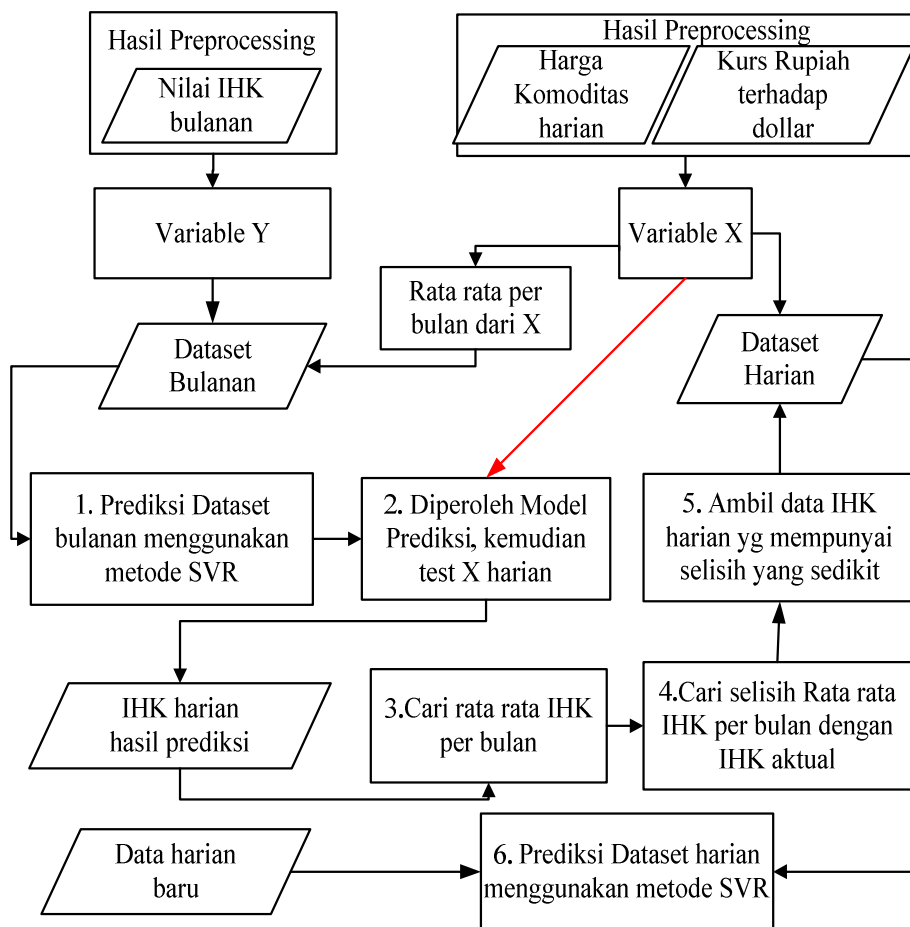 Hasil Preprocessing
Nilai IHK
bulanan
Hasil Preprocessing
Harga
Komoditas
harian
Kurs Rupiah
terhadap
dollar
Variable Y
Variable X
Rata rata per
bulan dari X
Dataset
Bulanan
Dataset
Harian
1. Prediksi Dataset
bulanan menggunakan
metode SVR
2. Diperoleh Model
Prediksi, kemudian
test X harian
5. Ambil data IHK
harian yg mempunyai
selisih yang sedikit
IHK harian
hasil prediksi
3.Cari rata rata IHK
per bulan
4.Cari selisih Rata rata
IHK per bulan dengan
IHK aktual
Data harian
baru
6. Prediksi Dataset harian
menggunakan metode SVR